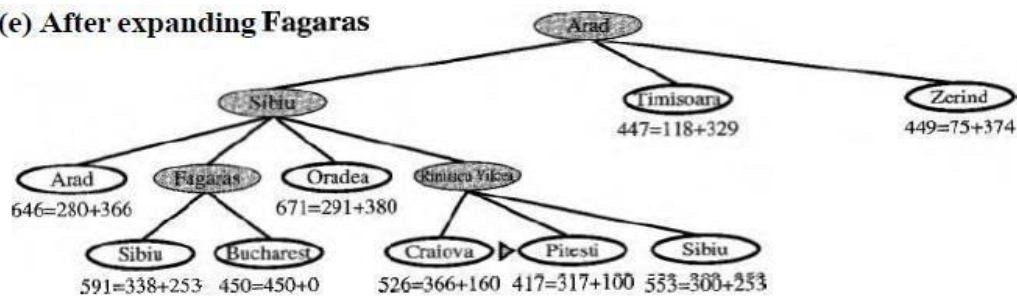 (e) After expanding Fagaras
Arad
Sibiu
Timisoara
Zerind
447=118+329
449=75+374
Arad
Fagaras
Oradea
Rimnicu Vilcea
646=280+366
671=291+380
Sibiu
Bucharest
Craiova
Pitesti
Sibiu
591=338+253
450=450+0
526=366+160
417=317+100
553=300+253